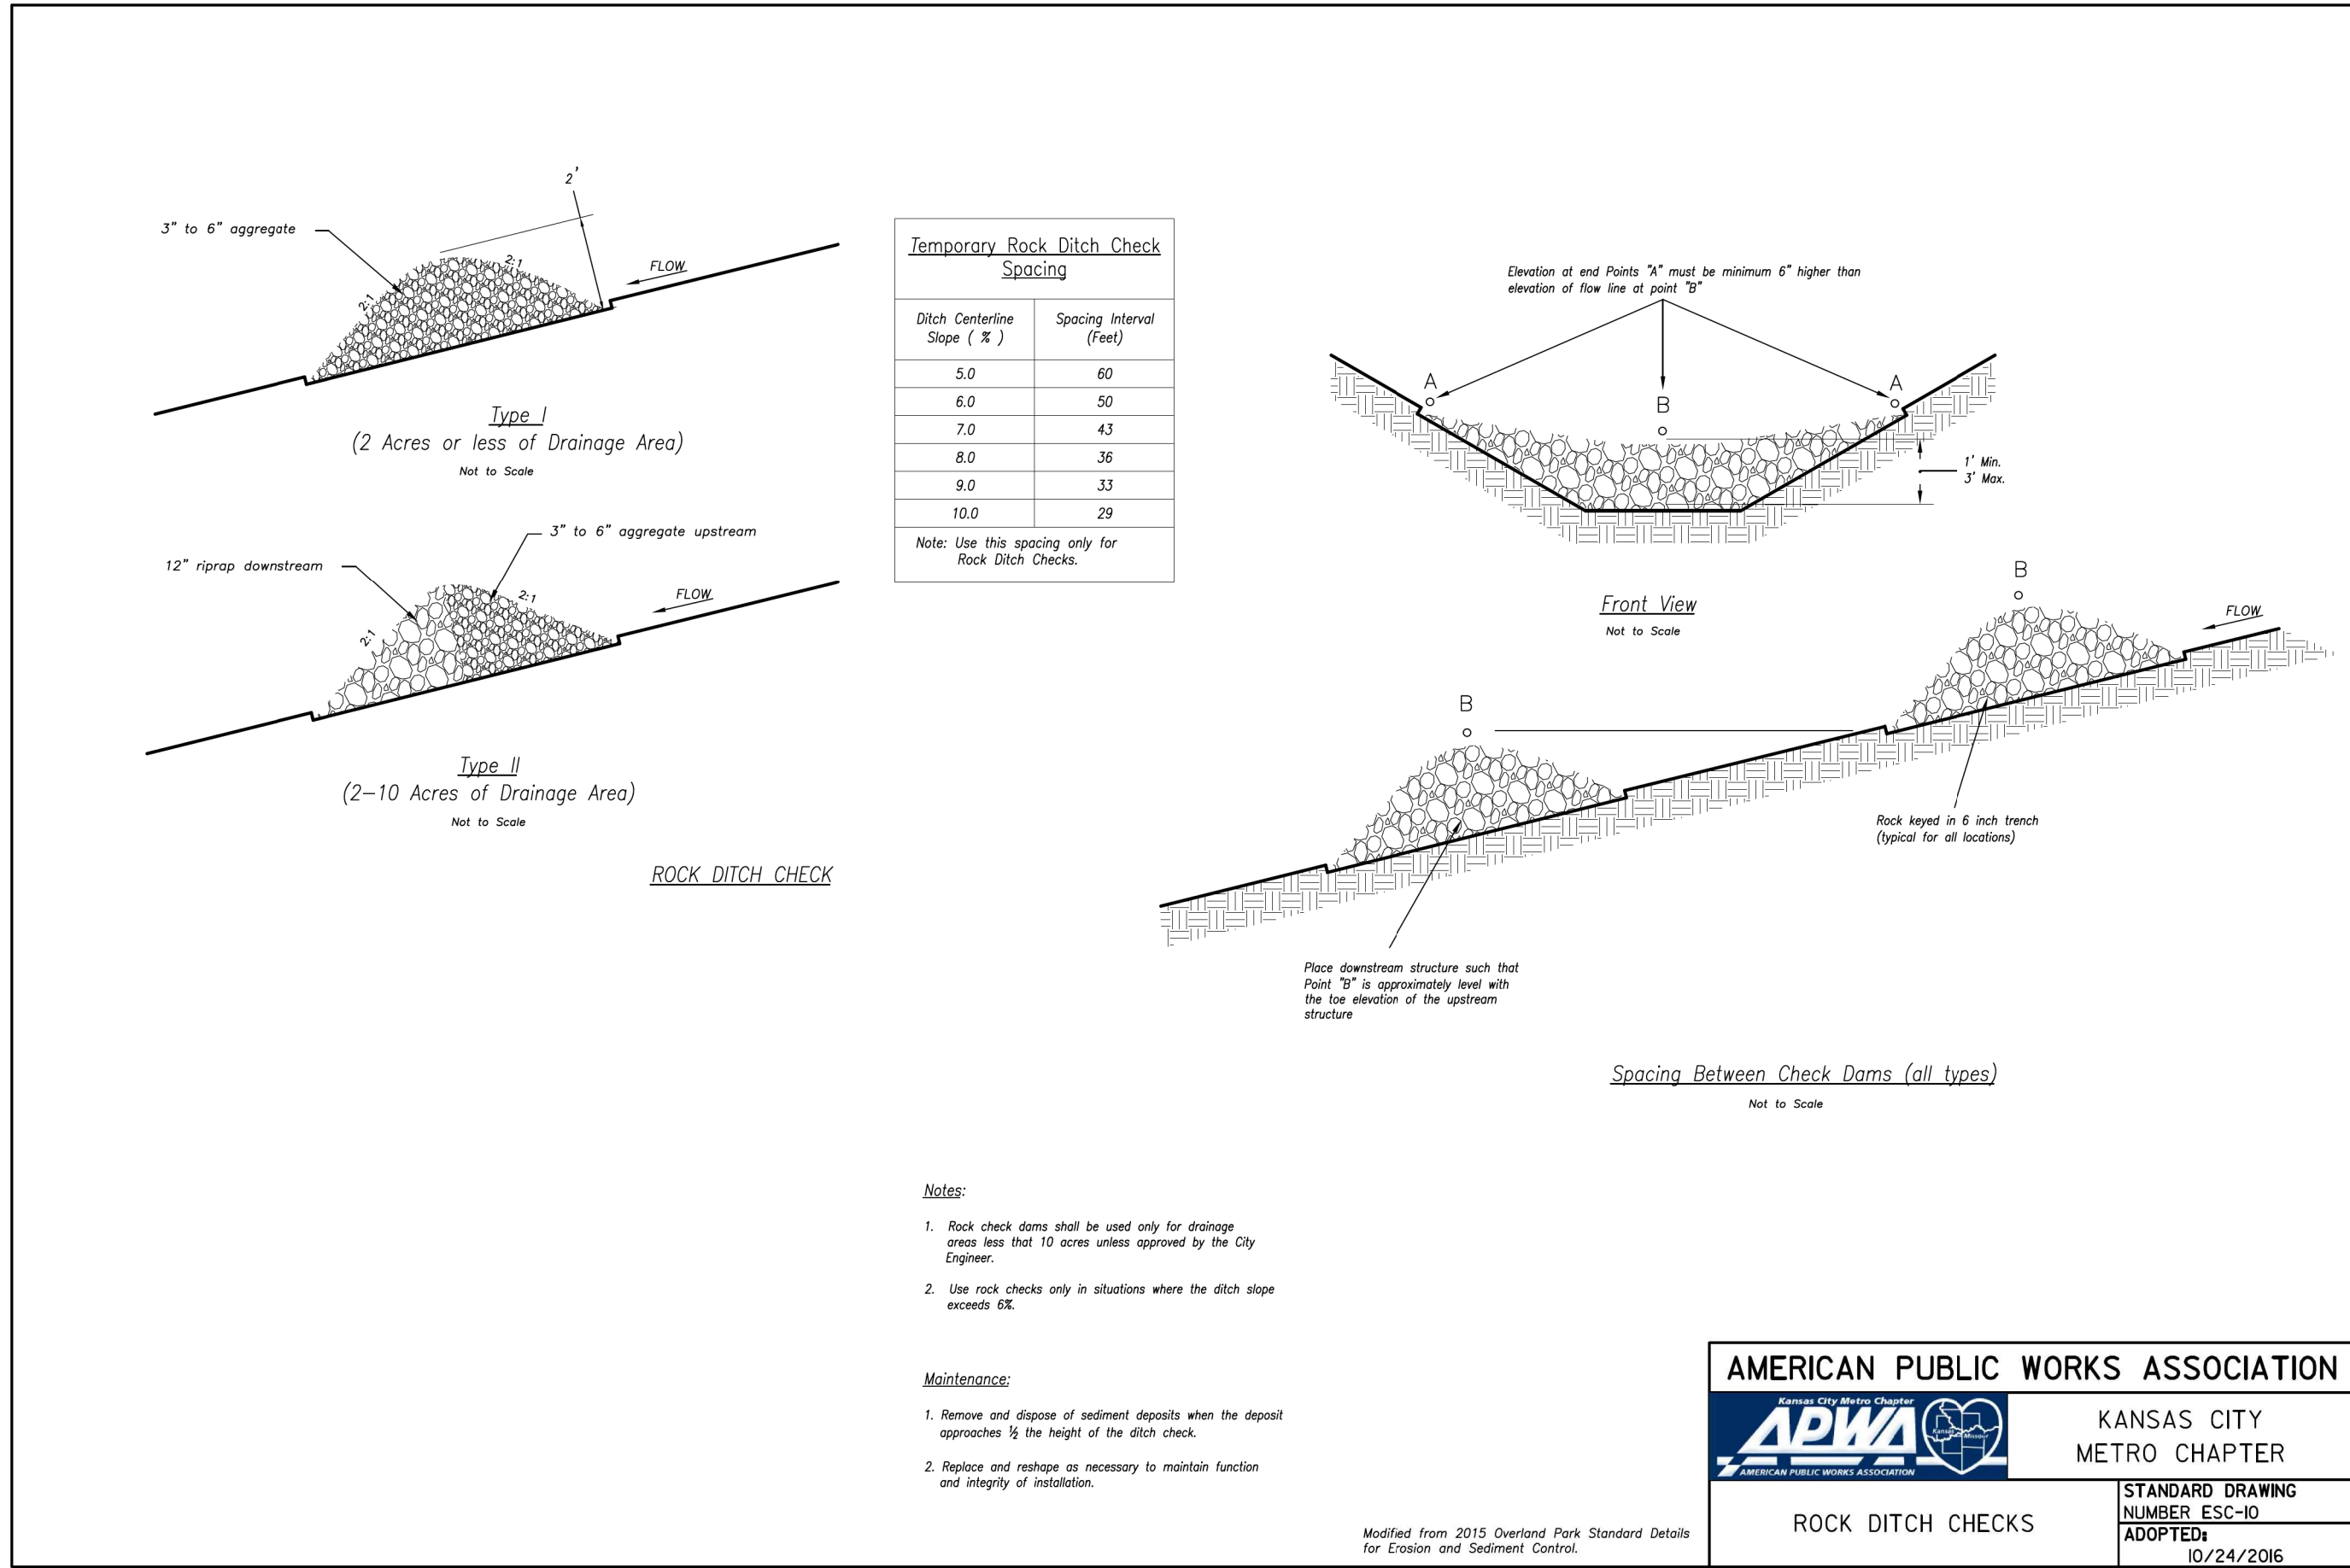 2'
3" to 6" aggregate
2:1
2:1
FLOW
Type I
(2 Acres or less of Drainage Area)
Not to Scale
3" to 6" aggregate upstream
12" riprap downstream
2:1
2:1
FLOW
Type II
(2-10 Acres of Drainage Area)
Not to Scale
ROCK DITCH CHECK
Temporary Rock Ditch Check
Spacing
Ditch Centerline
Slope ( % )
Spacing Interval
(Feet)
5.0 60
6.0 50
7.0 43
8.0 36
9.0 33
10.0 29
Note: Use this spacing only for
Rock Ditch Checks.
Elevation at end Points "A" must be minimum 6" higher than
elevation of flow line at point "B"
A
B
A
1' Min.
3' Max.
Front View
Not to Scale
B
FLOW
B
Rock keyed in 6 inch trench
(typical for all locations)
Place downstream structure such that
Point "B" is approximately level with
the toe elevation of the upstream
structure
Spacing Between Check Dams (all types)
Not to Scale
Notes:
1. Rock check dams shall be used only for drainage
areas less that 10 acres unless approved by the City
Engineer.
2. Use rock checks only in situations where the ditch slope
exceeds 6%.
Maintenance:
1. Remove and dispose of sediment deposits when the deposit
approaches ½ the height of the ditch check.
2. Replace and reshape as necessary to maintain function
and integrity of installation.
Modified from 2015 Overland Park Standard Details
for Erosion and Sediment Control.
AMERICAN PUBLIC WORKS ASSOCIATION
Kansas City Metro Chapter
APWA
Kansas Missouri
AMERICAN PUBLIC WORKS ASSOCIATION
KANSAS CITY
METRO CHAPTER
ROCK DITCH CHECKS
STANDARD DRAWING
NUMBER ESC-10
ADOPTED:
10/24/2016